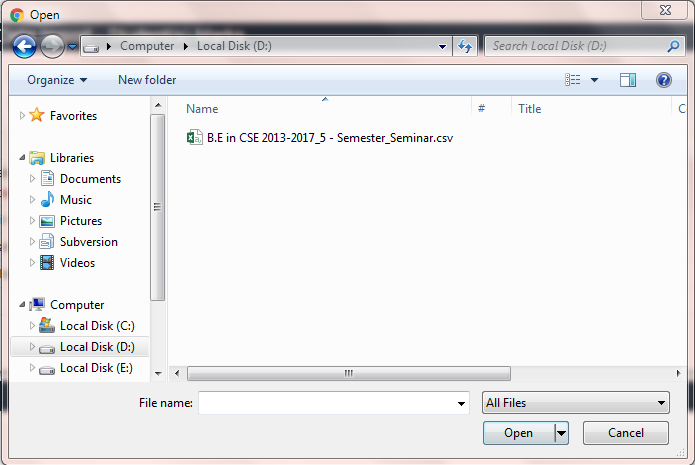 Open
Computer Local Disk (D:) Search Local Disk (D:)
Organize New folder
Name # Title C
Favorites
B.E in CSE 2013-2017_5 - Semester_Seminar.csv
Libraries
Documents
Music
Pictures
Subversion
Videos
Computer
Local Disk (C:)
Local Disk (D:)
Local Disk (E:)
File name: All Files
Open Cancel